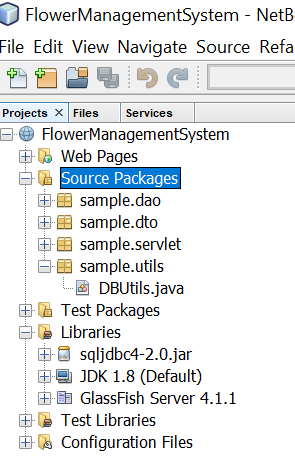 FlowerManagementSystem - NetB
File Edit View Navigate Source Refa
Projects Files Services
FlowerManagementSystem
Web Pages
Source Packages
sample.dao
sample.dto
sample.servlet
sample.utils
DBUtils.java
Test Packages
Libraries
sqljdbc4-2.0.jar
JDK 1.8 (Default)
GlassFish Server 4.1.1
Test Libraries
Configuration Files